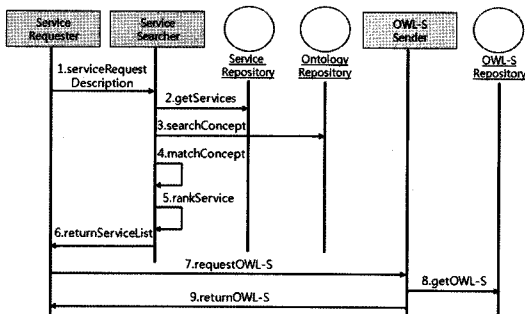 Service
Requester
Service
Searcher
Service
Repository
Ontology
Repository
OWL-S
Sender
OWL-S
Repository
1.serviceRequest
Description
2.getServices
3.searchConcept
4.matchConcept
5.rankService
6.returnServiceList
7.requestOWL-S
8.getOWL-S
9.returnOWL-S